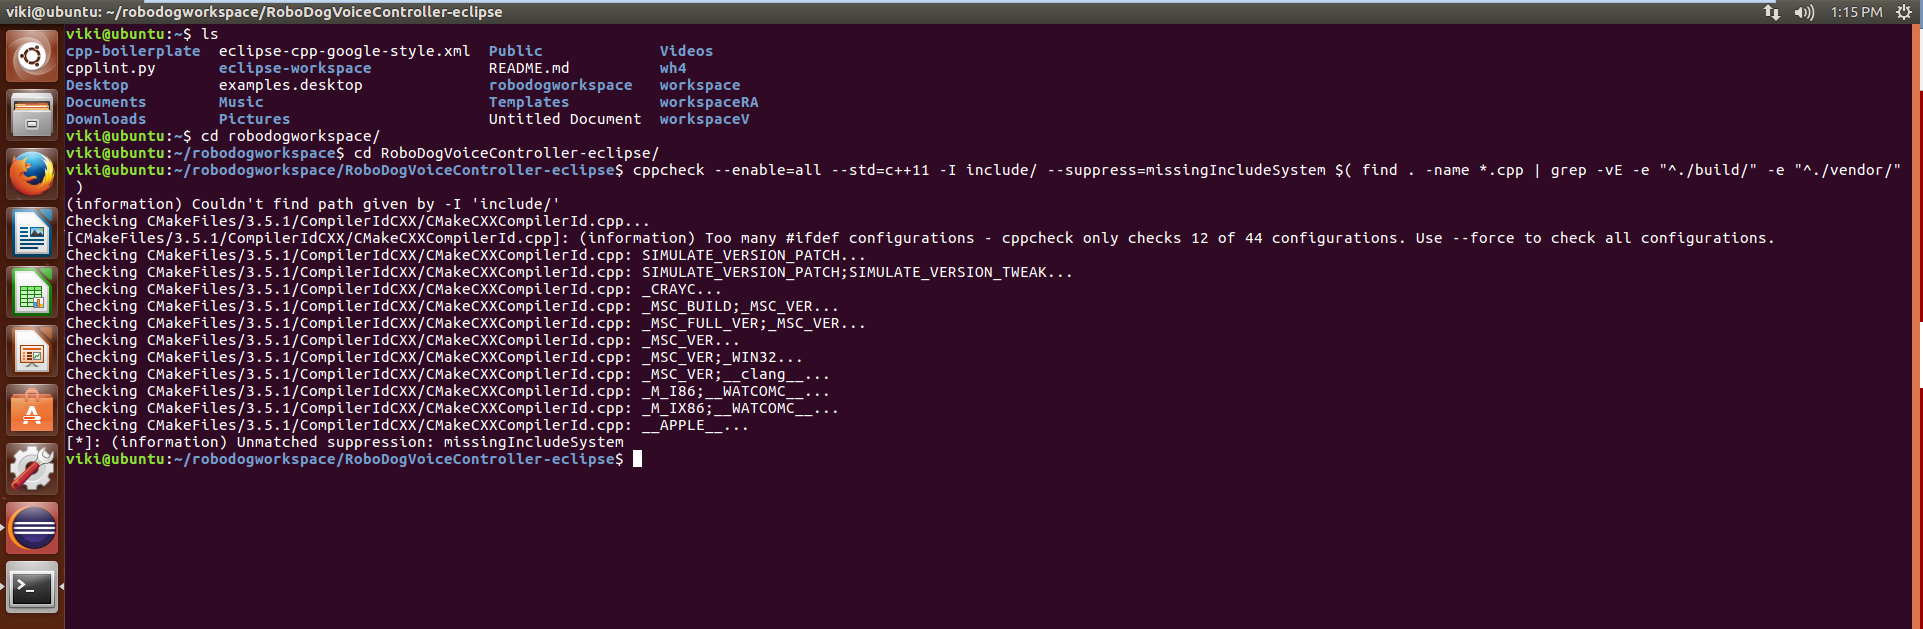 viki@ubuntu: ~/robodogworkspace/RoboDogVoiceController-eclipse 1:15 PM
viki@ubuntu:~$ ls
cpp-boilerplate eclipse-cpp-google-style.xml Public Videos
cpplint.py eclipse-workspace README.md wh4
Desktop examples.desktop robodogworkspace workspace
Documents Music Templates workspaceRA
Downloads Pictures Untitled Document workspaceV
viki@ubuntu:~$ cd robodogworkspace/
viki@ubuntu:~/robodogworkspace$ cd RoboDogVoiceController-eclipse/
viki@ubuntu:~/robodogworkspace/RoboDogVoiceController-eclipse$ cppcheck --enable=all --std=c++11 -I include/ --suppress=missingIncludeSystem $( find . -name *.cpp | grep -vE -e "^./build/" -e "^./vendor/"
)
(information) Couldn't find path given by -I 'include/'
Checking CMakeFiles/3.5.1/CompilerIdCXX/CMakeCXXCompilerId.cpp...
[CMakeFiles/3.5.1/CompilerIdCXX/CMakeCXXCompilerId.cpp]: (information) Too many #ifdef configurations - cppcheck only checks 12 of 44 configurations. Use --force to check all configurations.
Checking CMakeFiles/3.5.1/CompilerIdCXX/CMakeCXXCompilerId.cpp: SIMULATE_VERSION_PATCH...
Checking CMakeFiles/3.5.1/CompilerIdCXX/CMakeCXXCompilerId.cpp: SIMULATE_VERSION_PATCH;SIMULATE_VERSION_TWEAK...
Checking CMakeFiles/3.5.1/CompilerIdCXX/CMakeCXXCompilerId.cpp: _CRAYC...
Checking CMakeFiles/3.5.1/CompilerIdCXX/CMakeCXXCompilerId.cpp: _MSC_BUILD;_MSC_VER...
Checking CMakeFiles/3.5.1/CompilerIdCXX/CMakeCXXCompilerId.cpp: _MSC_FULL_VER;_MSC_VER...
Checking CMakeFiles/3.5.1/CompilerIdCXX/CMakeCXXCompilerId.cpp: _MSC_VER...
Checking CMakeFiles/3.5.1/CompilerIdCXX/CMakeCXXCompilerId.cpp: _MSC_VER;_WIN32...
Checking CMakeFiles/3.5.1/CompilerIdCXX/CMakeCXXCompilerId.cpp: _MSC_VER;__clang__...
Checking CMakeFiles/3.5.1/CompilerIdCXX/CMakeCXXCompilerId.cpp: _M_I86;__WATCOMC__...
Checking CMakeFiles/3.5.1/CompilerIdCXX/CMakeCXXCompilerId.cpp: _M_IX86;__WATCOMC__...
Checking CMakeFiles/3.5.1/CompilerIdCXX/CMakeCXXCompilerId.cpp: __APPLE__...
[*]: (information) Unmatched suppression: missingIncludeSystem
viki@ubuntu:~/robodogworkspace/RoboDogVoiceController-eclipse$